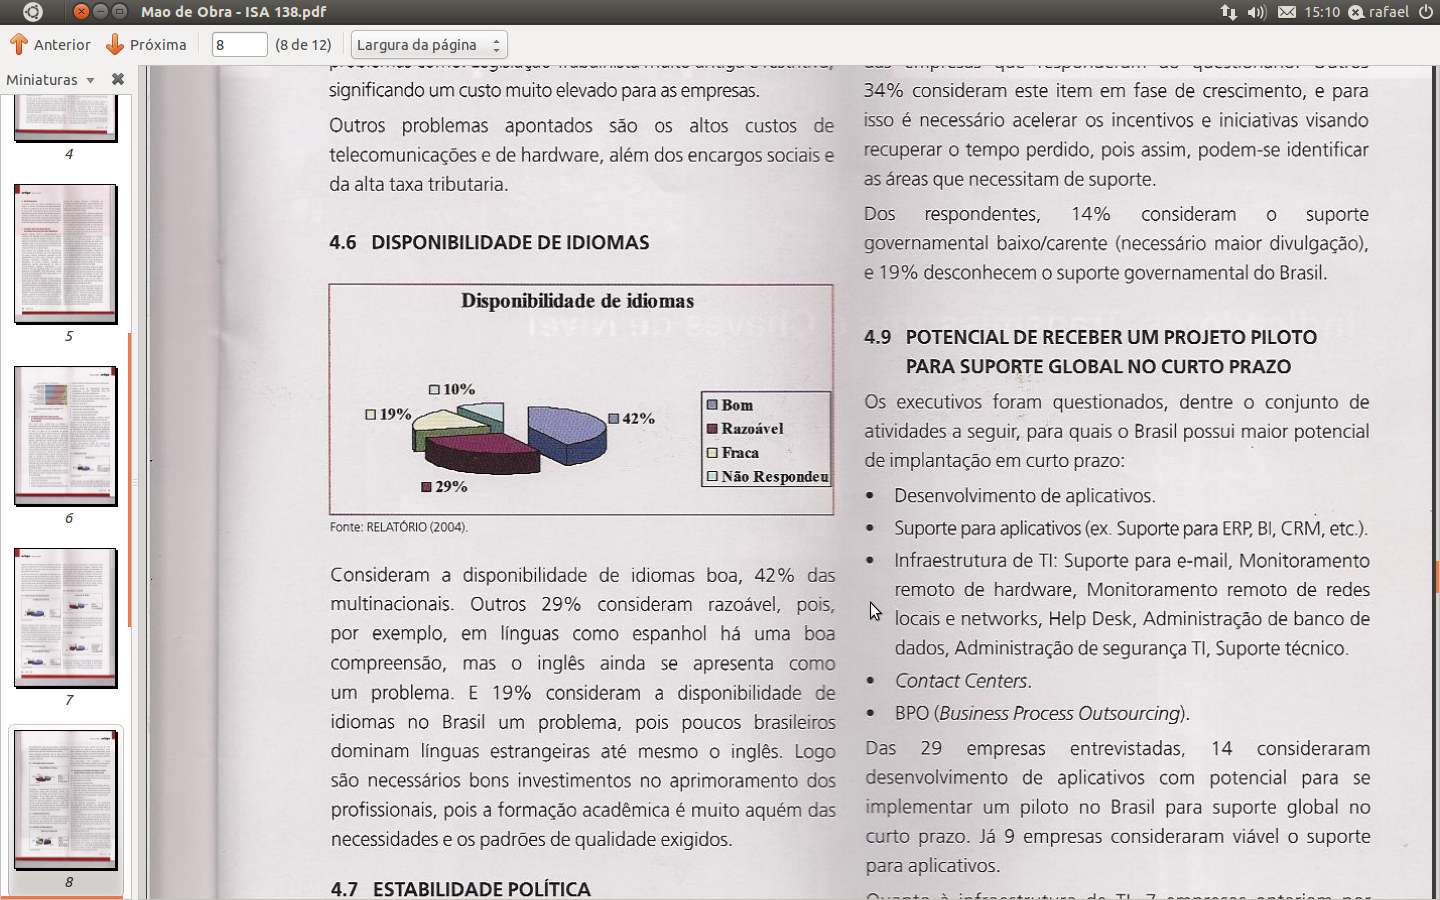 Mao de Obra - ISA 138.pdf
15:10 rafael
Anterior Próxima 8 (8 de 12) Largura da página
Miniaturas
4
5
6
7
8
significando um custo muito elevado para as empresas.
Outros problemas apontados são os altos custos de
telecomunicações e de hardware, além dos encargos sociais e
da alta taxa tributaria.
4.6 DISPONIBILIDADE DE IDIOMAS
Disponibilidade de idiomas
10%
19%
42%
29%
Bom
Razoável
Fraca
Não Respondeu
Fonte: RELATÓRIO (2004).
Consideram a disponibilidade de idiomas boa, 42% das
multinacionais. Outros 29% consideram razoável, pois,
por exemplo, em línguas como espanhol há uma boa
compreensão, mas o inglês ainda se apresenta como
um problema. E 19% consideram a disponibilidade de
idiomas no Brasil um problema, pois poucos brasileiros
dominam línguas estrangeiras até mesmo o inglês. Logo
são necessários bons investimentos no aprimoramento dos
profissionais, pois a formação acadêmica é muito aquém das
necessidades e os padrões de qualidade exigidos.
4.7 ESTABILIDADE POLÍTICA
das empresas que responderam ao questionário. Outros
34% consideram este item em fase de crescimento, e para
isso é necessário acelerar os incentivos e iniciativas visando
recuperar o tempo perdido, pois assim, podem-se identificar
as áreas que necessitam de suporte.
Dos respondentes, 14% consideram o suporte
governamental baixo/carente (necessário maior divulgação),
e 19% desconhecem o suporte governamental do Brasil.
4.9 POTENCIAL DE RECEBER UM PROJETO PILOTO
PARA SUPORTE GLOBAL NO CURTO PRAZO
Os executivos foram questionados, dentre o conjunto de
atividades a seguir, para quais o Brasil possui maior potencial
de implantação em curto prazo:
• Desenvolvimento de aplicativos.
• Suporte para aplicativos (ex. Suporte para ERP, BI, CRM, etc.).
• Infraestrutura de TI: Suporte para e-mail, Monitoramento
remoto de hardware, Monitoramento remoto de redes
locais e networks, Help Desk, Administração de banco de
dados, Administração de segurança TI, Suporte técnico.
• Contact Centers.
• BPO (Business Process Outsourcing).
Das 29 empresas entrevistadas, 14 consideraram
desenvolvimento de aplicativos com potencial para se
implementar um piloto no Brasil para suporte global no
curto prazo. Já 9 empresas consideraram viável o suporte
para aplicativos.
Quanto à infraestrutura de TI, 7 empresas optariam por